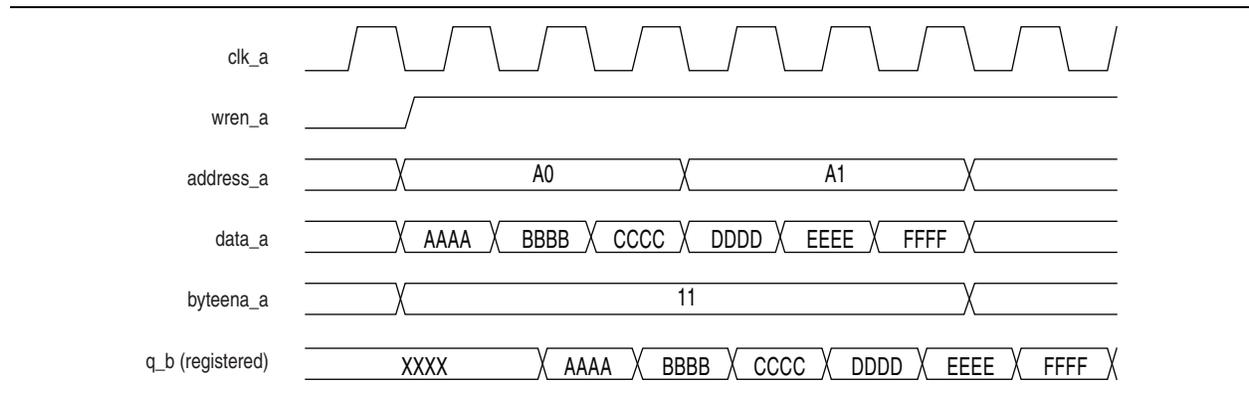 clk_a
wren_a
address_a A0 A1
data_a AAAA BBBB CCCC DDDD EEEE FFFF
byteena_a 11
q_b (registered) XXXX AAAA BBBB CCCC DDDD EEEE FFFF